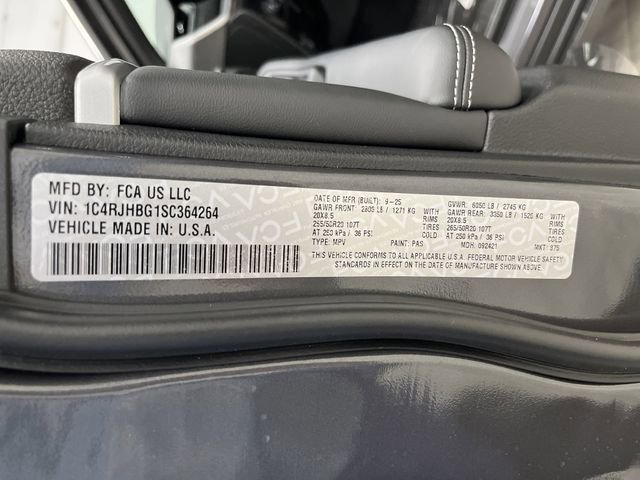 MFD BY: FCA US LLC
VIN: 1C4RJHBG1SC364264
VEHICLE MADE IN: U.S.A.
DATE OF MFR (BUILT): 9-25 GVWR: 6050 LB / 2745 KG
GAWR FRONT: 2803 LB / 1271 KG WITH GAWR REAR: 3350 LB / 1520 KG WITH
20X8.5 RIMS 20X8.5 RIMS
265/50R20 107T TIRES 265/50R20 107T TIRES
AT 250 kPa / 36 PSI COLD AT 250 kPa / 36 PSI COLD
TYPE: MPV PAINT: PAS MDH: 092421 MKT: 975
THIS VEHICLE CONFORMS TO ALL APPLICABLE U.S.A. FEDERAL MOTOR VEHICLE SAFETY
STANDARDS IN EFFECT ON THE DATE OF MANUFACTURE SHOWN ABOVE.